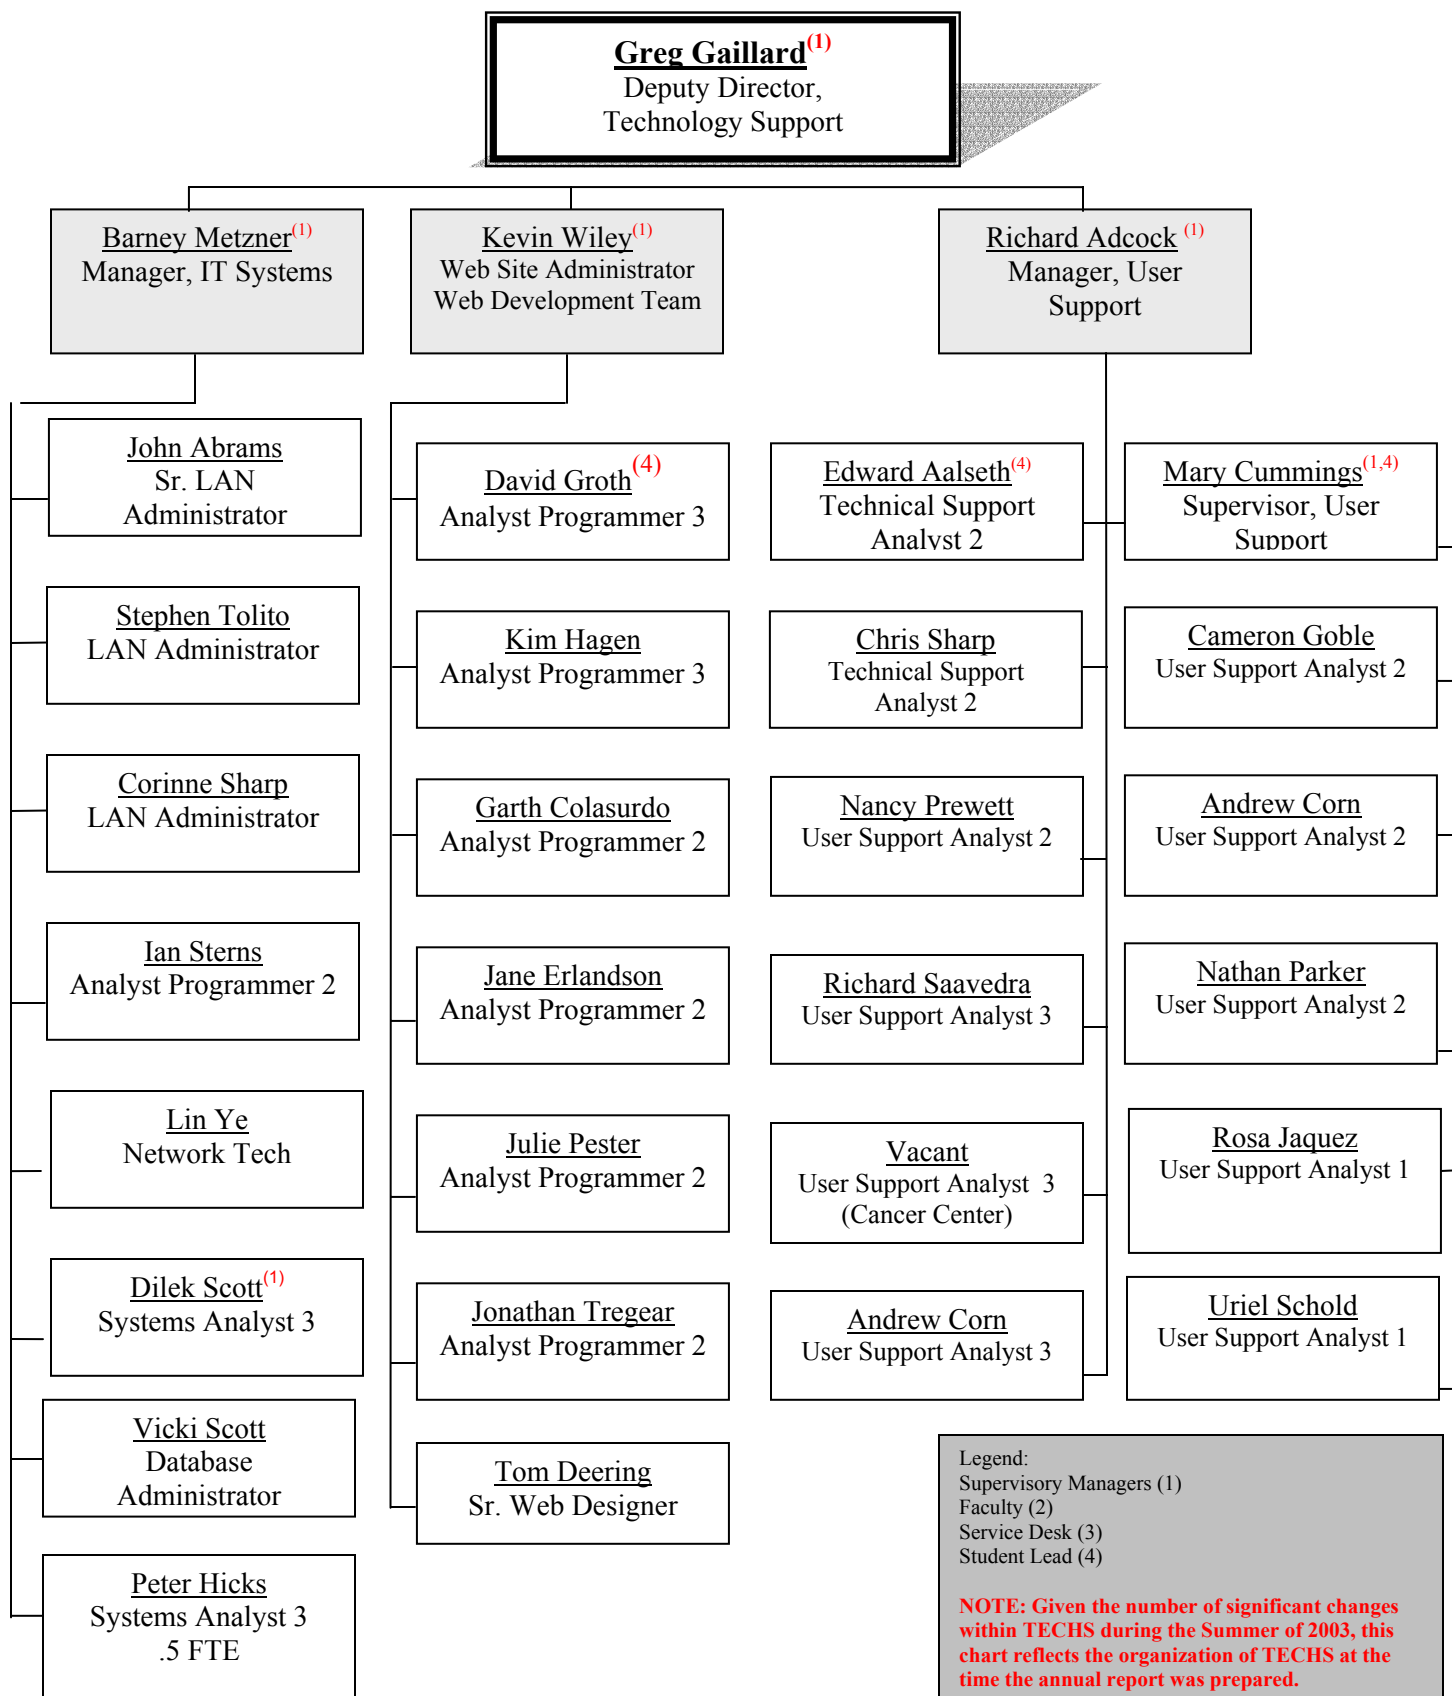 Greg Gaillard(1)
Deputy Director,
Technology Support
Barney Metzner(1)
Manager, IT Systems
Kevin Wiley(1)
Web Site Administrator
Web Development Team
Richard Adcock (1)
Manager, User
Support
John Abrams
Sr. LAN
Administrator
Stephen Tolito
LAN Administrator
Corinne Sharp
LAN Administrator
Ian Sterns
Analyst Programmer 2
Lin Ye
Network Tech
Dilek Scott(1)
Systems Analyst 3
Vicki Scott
Database
Administrator
Peter Hicks
Systems Analyst 3
.5 FTE
David Groth(4)
Analyst Programmer 3
Kim Hagen
Analyst Programmer 3
Garth Colasurdo
Analyst Programmer 2
Jane Erlandson
Analyst Programmer 2
Julie Pester
Analyst Programmer 2
Jonathan Tregear
Analyst Programmer 2
Tom Deering
Sr. Web Designer
Edward Aalseth(4)
Technical Support
Analyst 2
Chris Sharp
Technical Support
Analyst 2
Nancy Prewett
User Support Analyst 2
Richard Saavedra
User Support Analyst 3
Vacant
User Support Analyst 3
(Cancer Center)
Andrew Corn
User Support Analyst 3
Mary Cummings(1,4)
Supervisor, User
Support
Cameron Goble
User Support Analyst 2
Andrew Corn
User Support Analyst 2
Nathan Parker
User Support Analyst 2
Rosa Jaquez
User Support Analyst 1
Uriel Schold
User Support Analyst 1
Legend:
Supervisory Managers (1)
Faculty (2)
Service Desk (3)
Student Lead (4)
NOTE: Given the number of significant changes
within TECHS during the Summer of 2003, this
chart reflects the organization of TECHS at the
time the annual report was prepared.